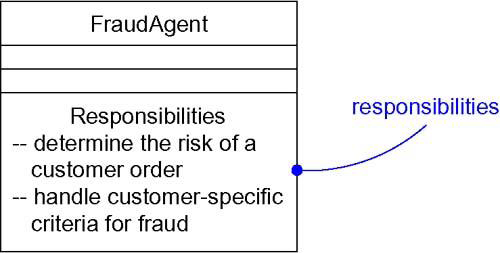 FraudAgent
Responsibilities
-- determine the risk of a
customer order
-- handle customer-specific
criteria for fraud
responsibilities